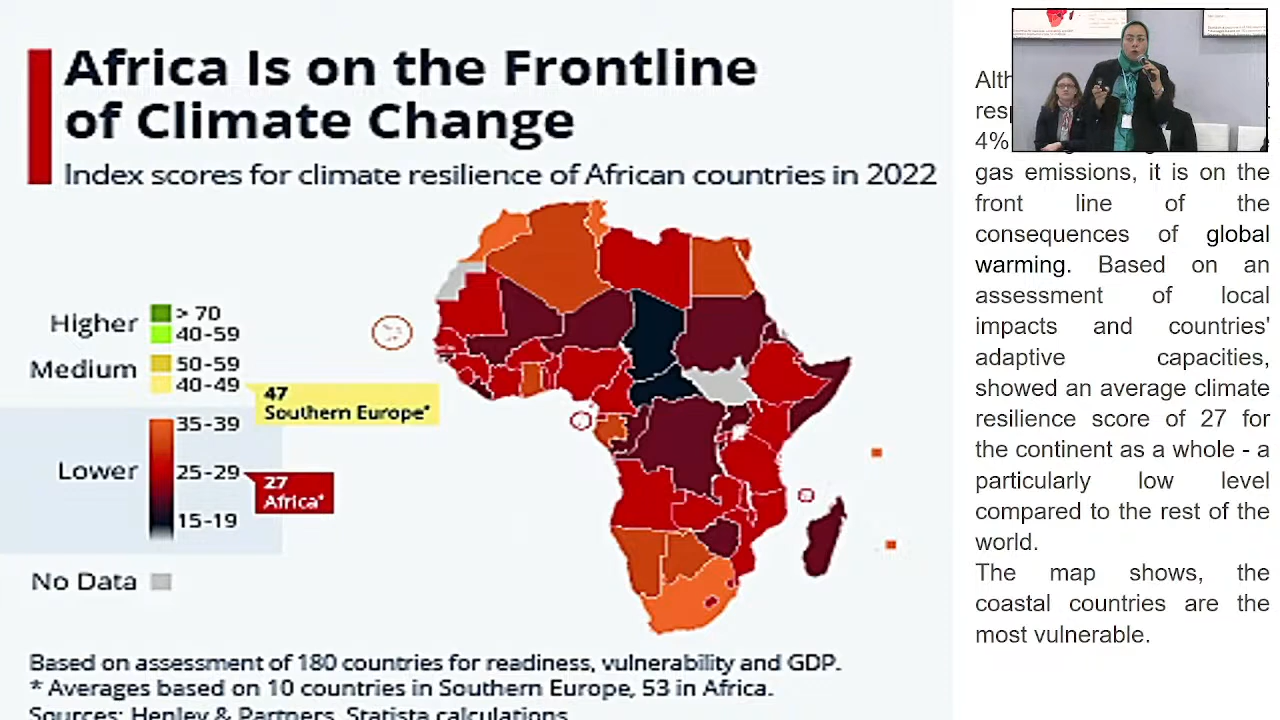 Africa Is on the Frontline
of Climate Change
Index scores for climate resilience of African countries in 2022
Higher
> 70
40-59
Medium
50-59
40-49
47
Southern Europe*
Lower
35-39
25-29
15-19
27
Africa*
No Data
Based on assessment of 180 countries for readiness, vulnerability and GDP.
* Averages based on 10 countries in Southern Europe, 53 in Africa.
Sources: Henley & Partners, Statista calculations
4%
gas emissions, it is on the
front line of the
consequences of global
warming. Based on an
assessment of local
impacts and countries'
adaptive capacities,
showed an average climate
resilience score of 27 for
the continent as a whole - a
particularly low level
compared to the rest of the
world.
The map shows, the
coastal countries are the
most vulnerable.